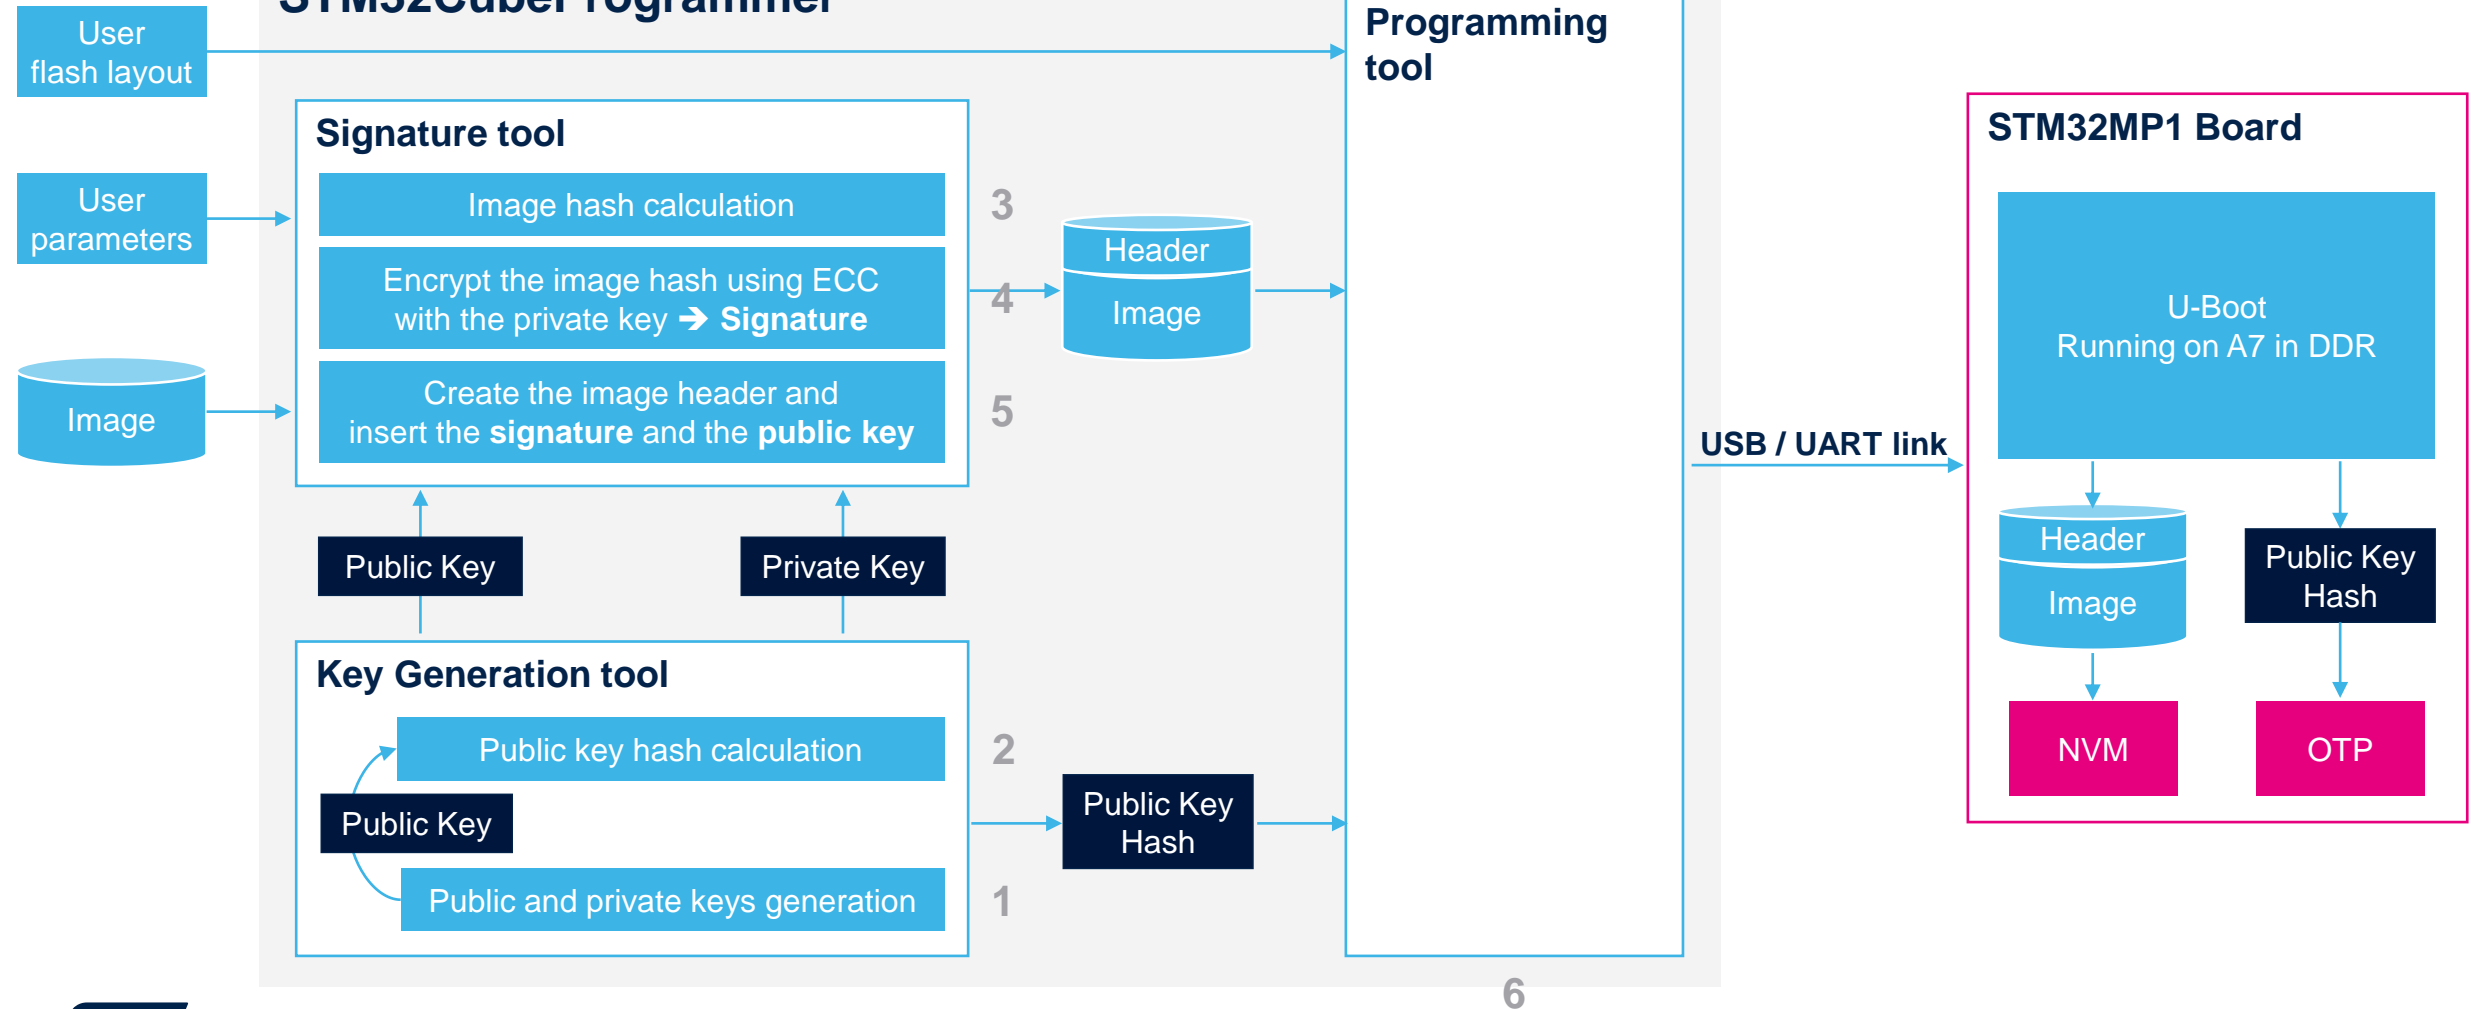 STM32CubeProgrammer
User
flash layout
Programming
tool
Signature tool
STM32MP1 Board
User
parameters
Image hash calculation
3
Header
Image
Encrypt the image hash using ECC
with the private key ➔ Signature
4
U-Boot
Running on A7 in DDR
Image
Create the image header and
insert the signature and the public key
5
USB / UART link
Public Key
Private Key
Header
Image
Public Key
Hash
Key Generation tool
Public key hash calculation
2
NVM
OTP
Public Key
Public Key
Hash
Public and private keys generation
1
6